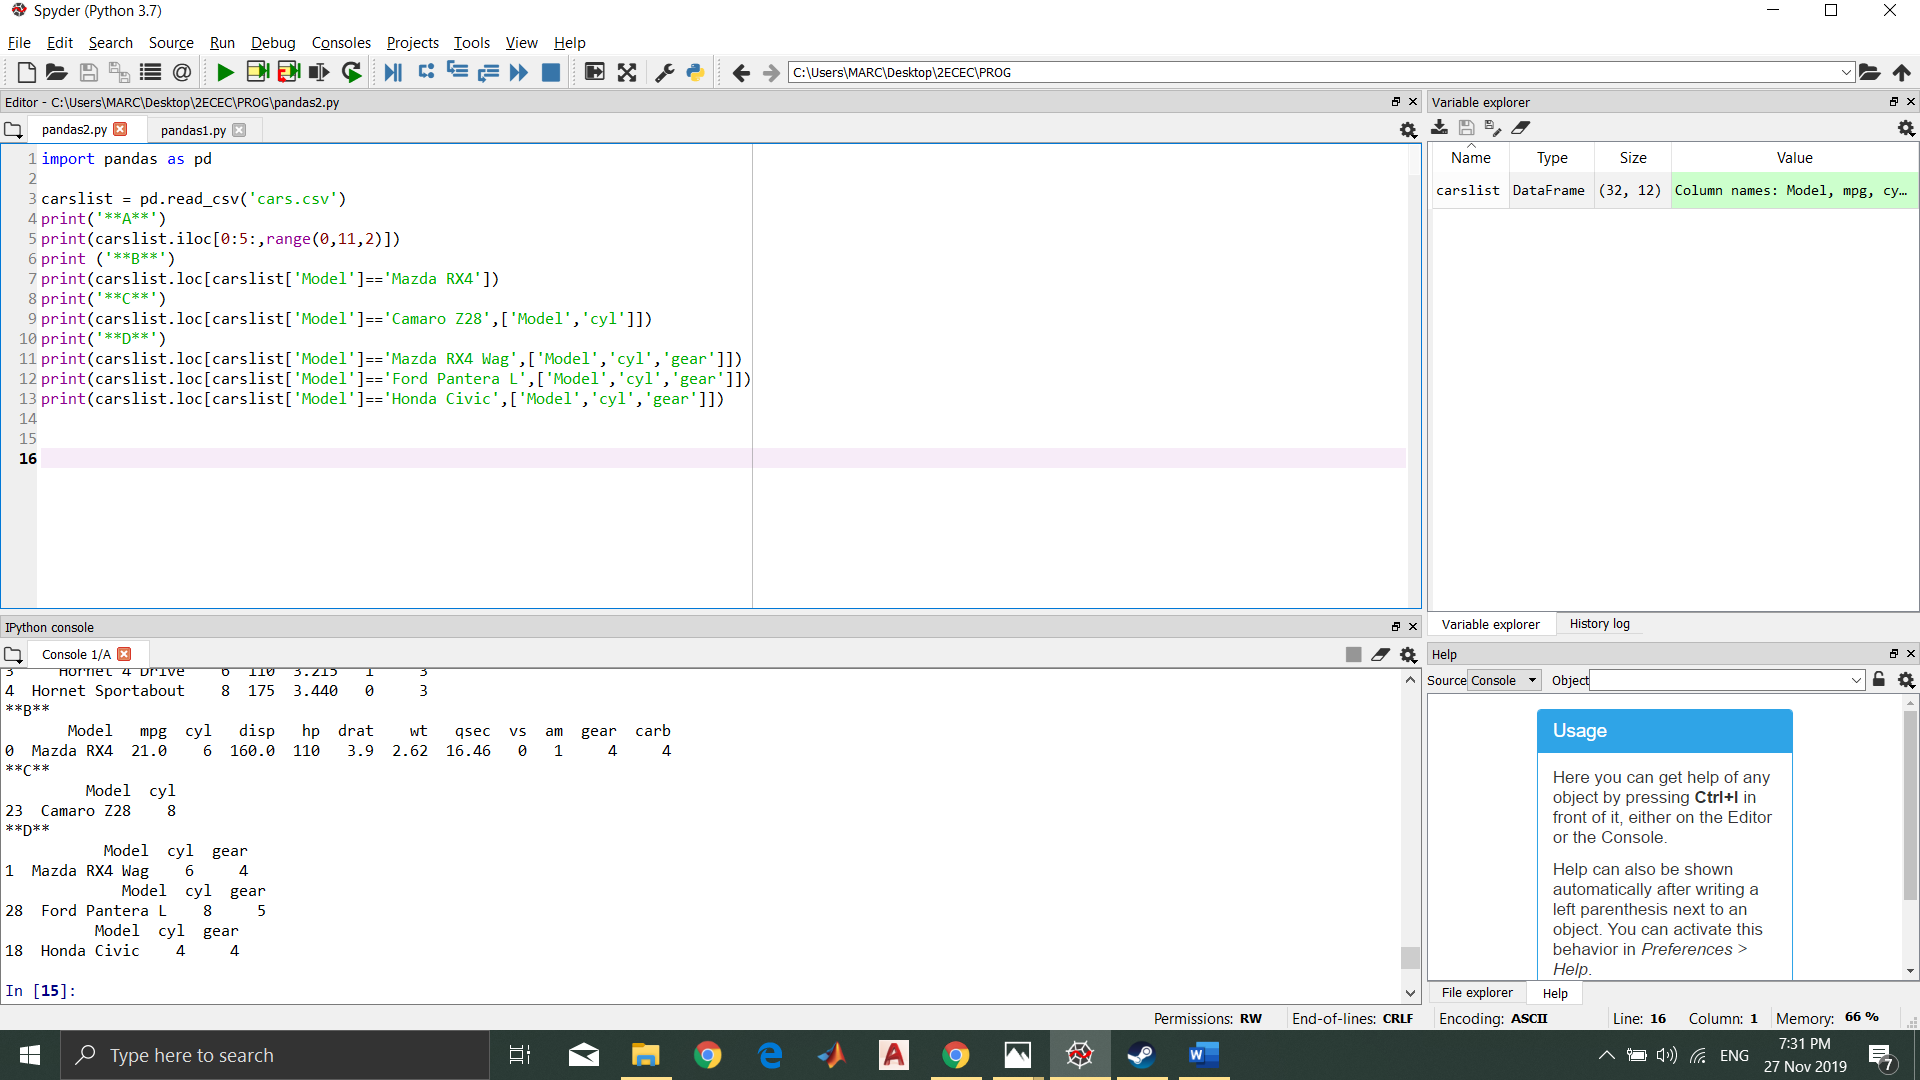 Spyder (Python 3.7)
File Edit Search Source Run Debug Consoles Projects Tools View Help
C:\Users\MARC\Desktop\2ECEC\PROG
Editor - C:\Users\MARC\Desktop\2ECEC\PROG\pandas2.py
pandas2.py pandas1.py
1 import pandas as pd
2
3 carslist = pd.read_csv('cars.csv')
4 print('**A**')
5 print(carslist.iloc[0:5:,range(0,11,2)])
6 print ('**B**')
7 print(carslist.loc[carslist['Model']=='Mazda RX4'])
8 print('**C**')
9 print(carslist.loc[carslist['Model']=='Camaro Z28',['Model','cyl']])
10 print('**D**')
11 print(carslist.loc[carslist['Model']=='Mazda RX4 Wag',['Model','cyl','gear']])
12 print(carslist.loc[carslist['Model']=='Ford Pantera L',['Model','cyl','gear']])
13 print(carslist.loc[carslist['Model']=='Honda Civic',['Model','cyl','gear']])
14
15
16
IPython console
Console 1/A
3 Hornet 4 Drive 6 110 3.215 1 3
4 Hornet Sportabout 8 175 3.440 0 3
**B**
Model mpg cyl disp hp drat wt qsec vs am gear carb
0 Mazda RX4 21.0 6 160.0 110 3.9 2.62 16.46 0 1 4 4
**C**
Model cyl
23 Camaro Z28 8
**D**
Model cyl gear
1 Mazda RX4 Wag 6 4
Model cyl gear
28 Ford Pantera L 8 5
Model cyl gear
18 Honda Civic 4 4
In [15]:
Variable explorer
Name Type Size Value
carslist DataFrame (32, 12) Column names: Model, mpg, cy...
Variable explorer History log
Help
Source Console Object
Usage
Here you can get help of any
object by pressing Ctrl+I in
front of it, either on the Editor
or the Console.
Help can also be shown
automatically after writing a
left parenthesis next to an
object. You can activate this
behavior in Preferences >
Help.
File explorer Help
Permissions: RW End-of-lines: CRLF Encoding: ASCII Line: 16 Column: 1 Memory: 66 %
Type here to search
ENG
7:31 PM
27 Nov 2019
7